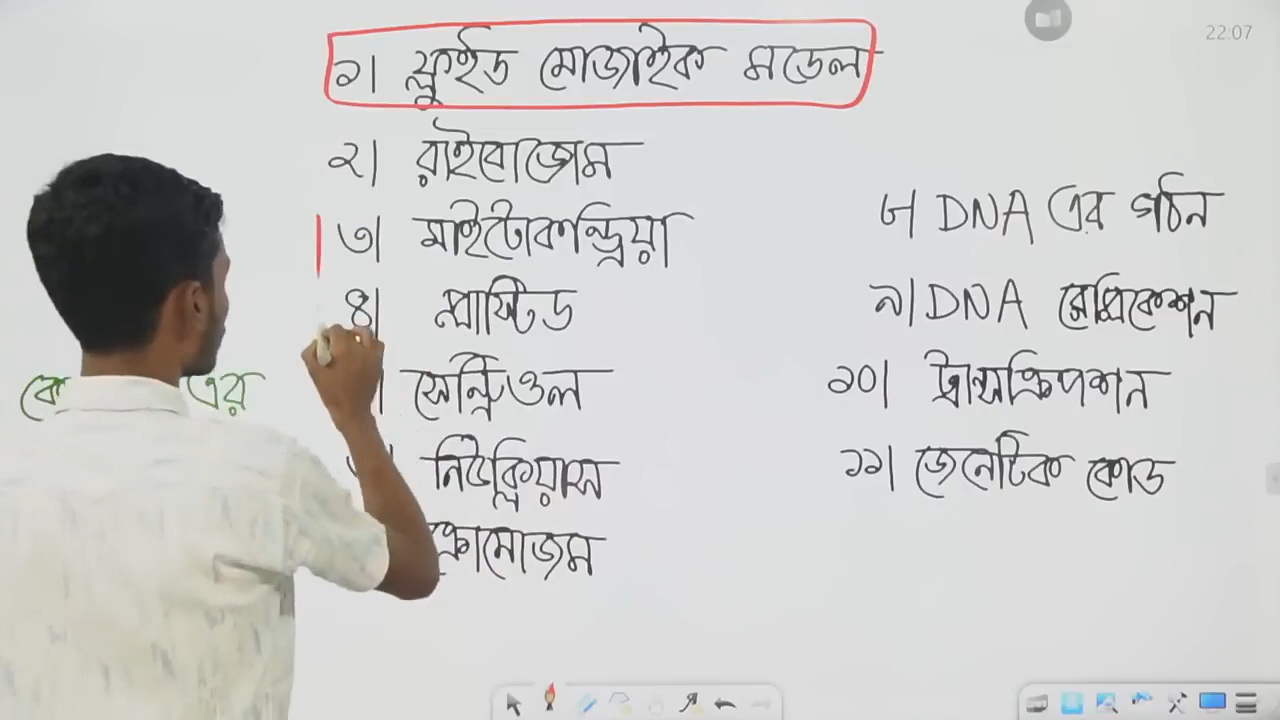 22:07
১। ফ্লুইড মোজাইক মডেল
২। রাইবোজোম
৩। মাইটোকন্ড্রিয়া
৪। প্লাস্টিড
। সেন্ট্রিওল
নিউক্লিয়াস
ক্রোমোজম
৮। DNA এর গঠন
৯। DNA রেপ্লিকেশন
১০। ট্রান্সক্রিপশন
১১। জেনেটিক কোড
এর